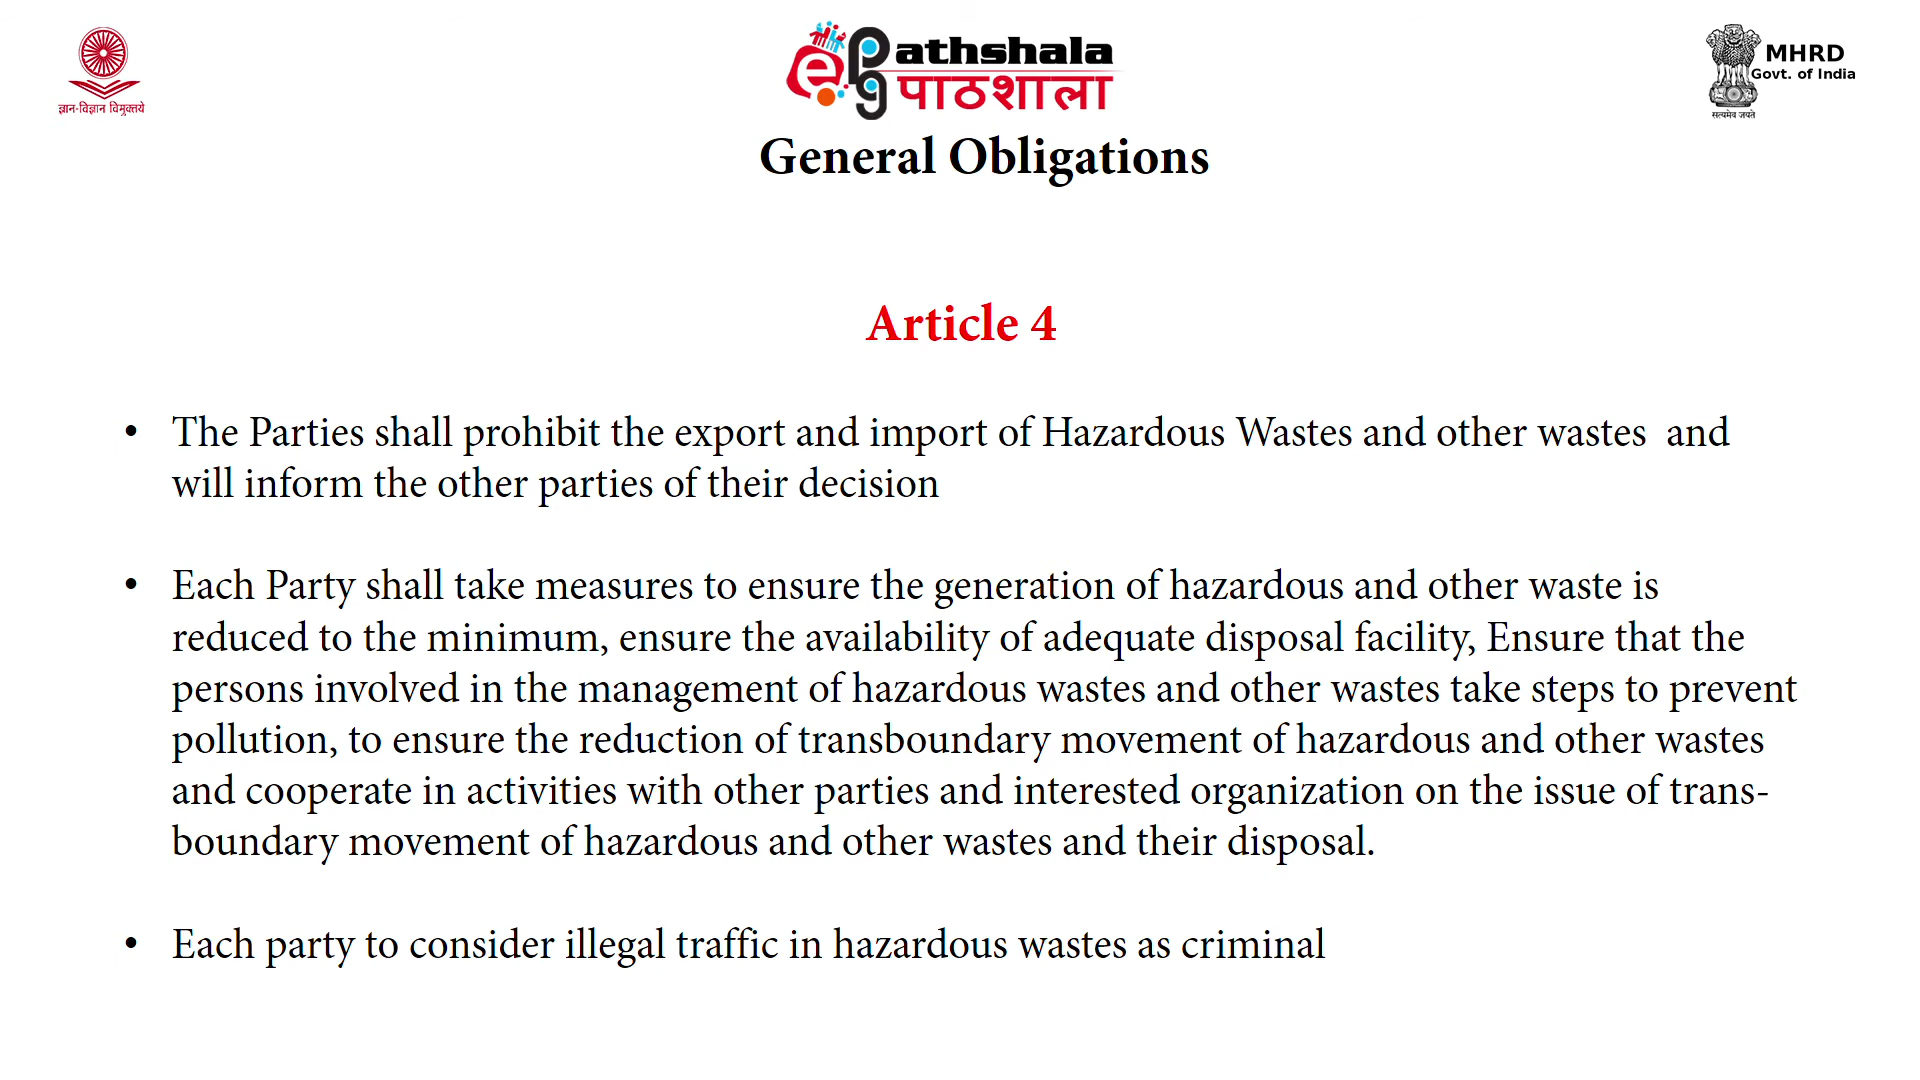 ज्ञान-विज्ञान विमुक्तये
e PG athshala
पाठशाला
MHRD
Govt. of India
सत्यमेव जयते
General Obligations
Article 4
• The Parties shall prohibit the export and import of Hazardous Wastes and other wastes and
will inform the other parties of their decision
• Each Party shall take measures to ensure the generation of hazardous and other waste is
reduced to the minimum, ensure the availability of adequate disposal facility, Ensure that the
persons involved in the management of hazardous wastes and other wastes take steps to prevent
pollution, to ensure the reduction of transboundary movement of hazardous and other wastes
and cooperate in activities with other parties and interested organization on the issue of trans-
boundary movement of hazardous and other wastes and their disposal.
• Each party to consider illegal traffic in hazardous wastes as criminal